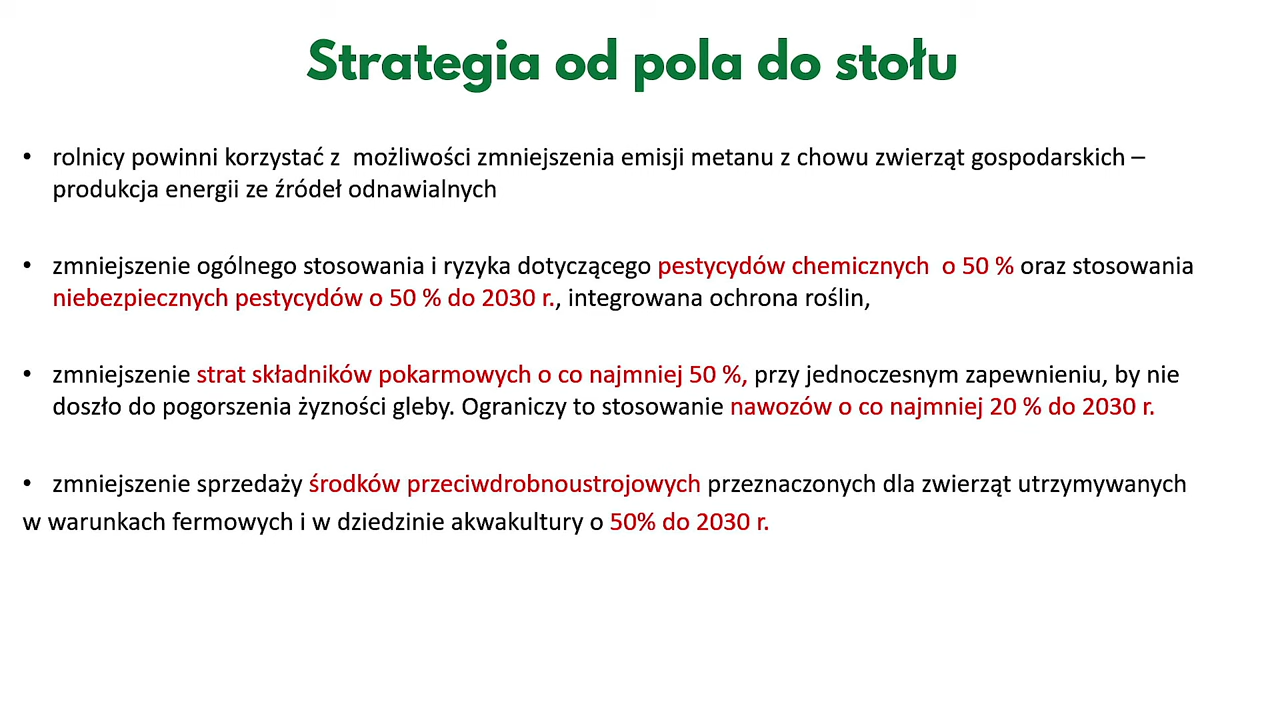 Strategia od pola do stołu
• rolnicy powinni korzystać z  możliwości zmniejszenia emisji metanu z chowu zwierząt gospodarskich –
produkcja energii ze źródeł odnawialnych
• zmniejszenie ogólnego stosowania i ryzyka dotyczącego pestycydów chemicznych  o 50 % oraz stosowania
niebezpiecznych pestycydów o 50 % do 2030 r., integrowana ochrona roślin,
• zmniejszenie strat składników pokarmowych o co najmniej 50 %, przy jednoczesnym zapewnieniu, by nie
doszło do pogorszenia żyzności gleby. Ograniczy to stosowanie nawozów o co najmniej 20 % do 2030 r.
• zmniejszenie sprzedaży środków przeciwdrobnoustrojowych przeznaczonych dla zwierząt utrzymywanych
w warunkach fermowych i w dziedzinie akwakultury o 50% do 2030 r.